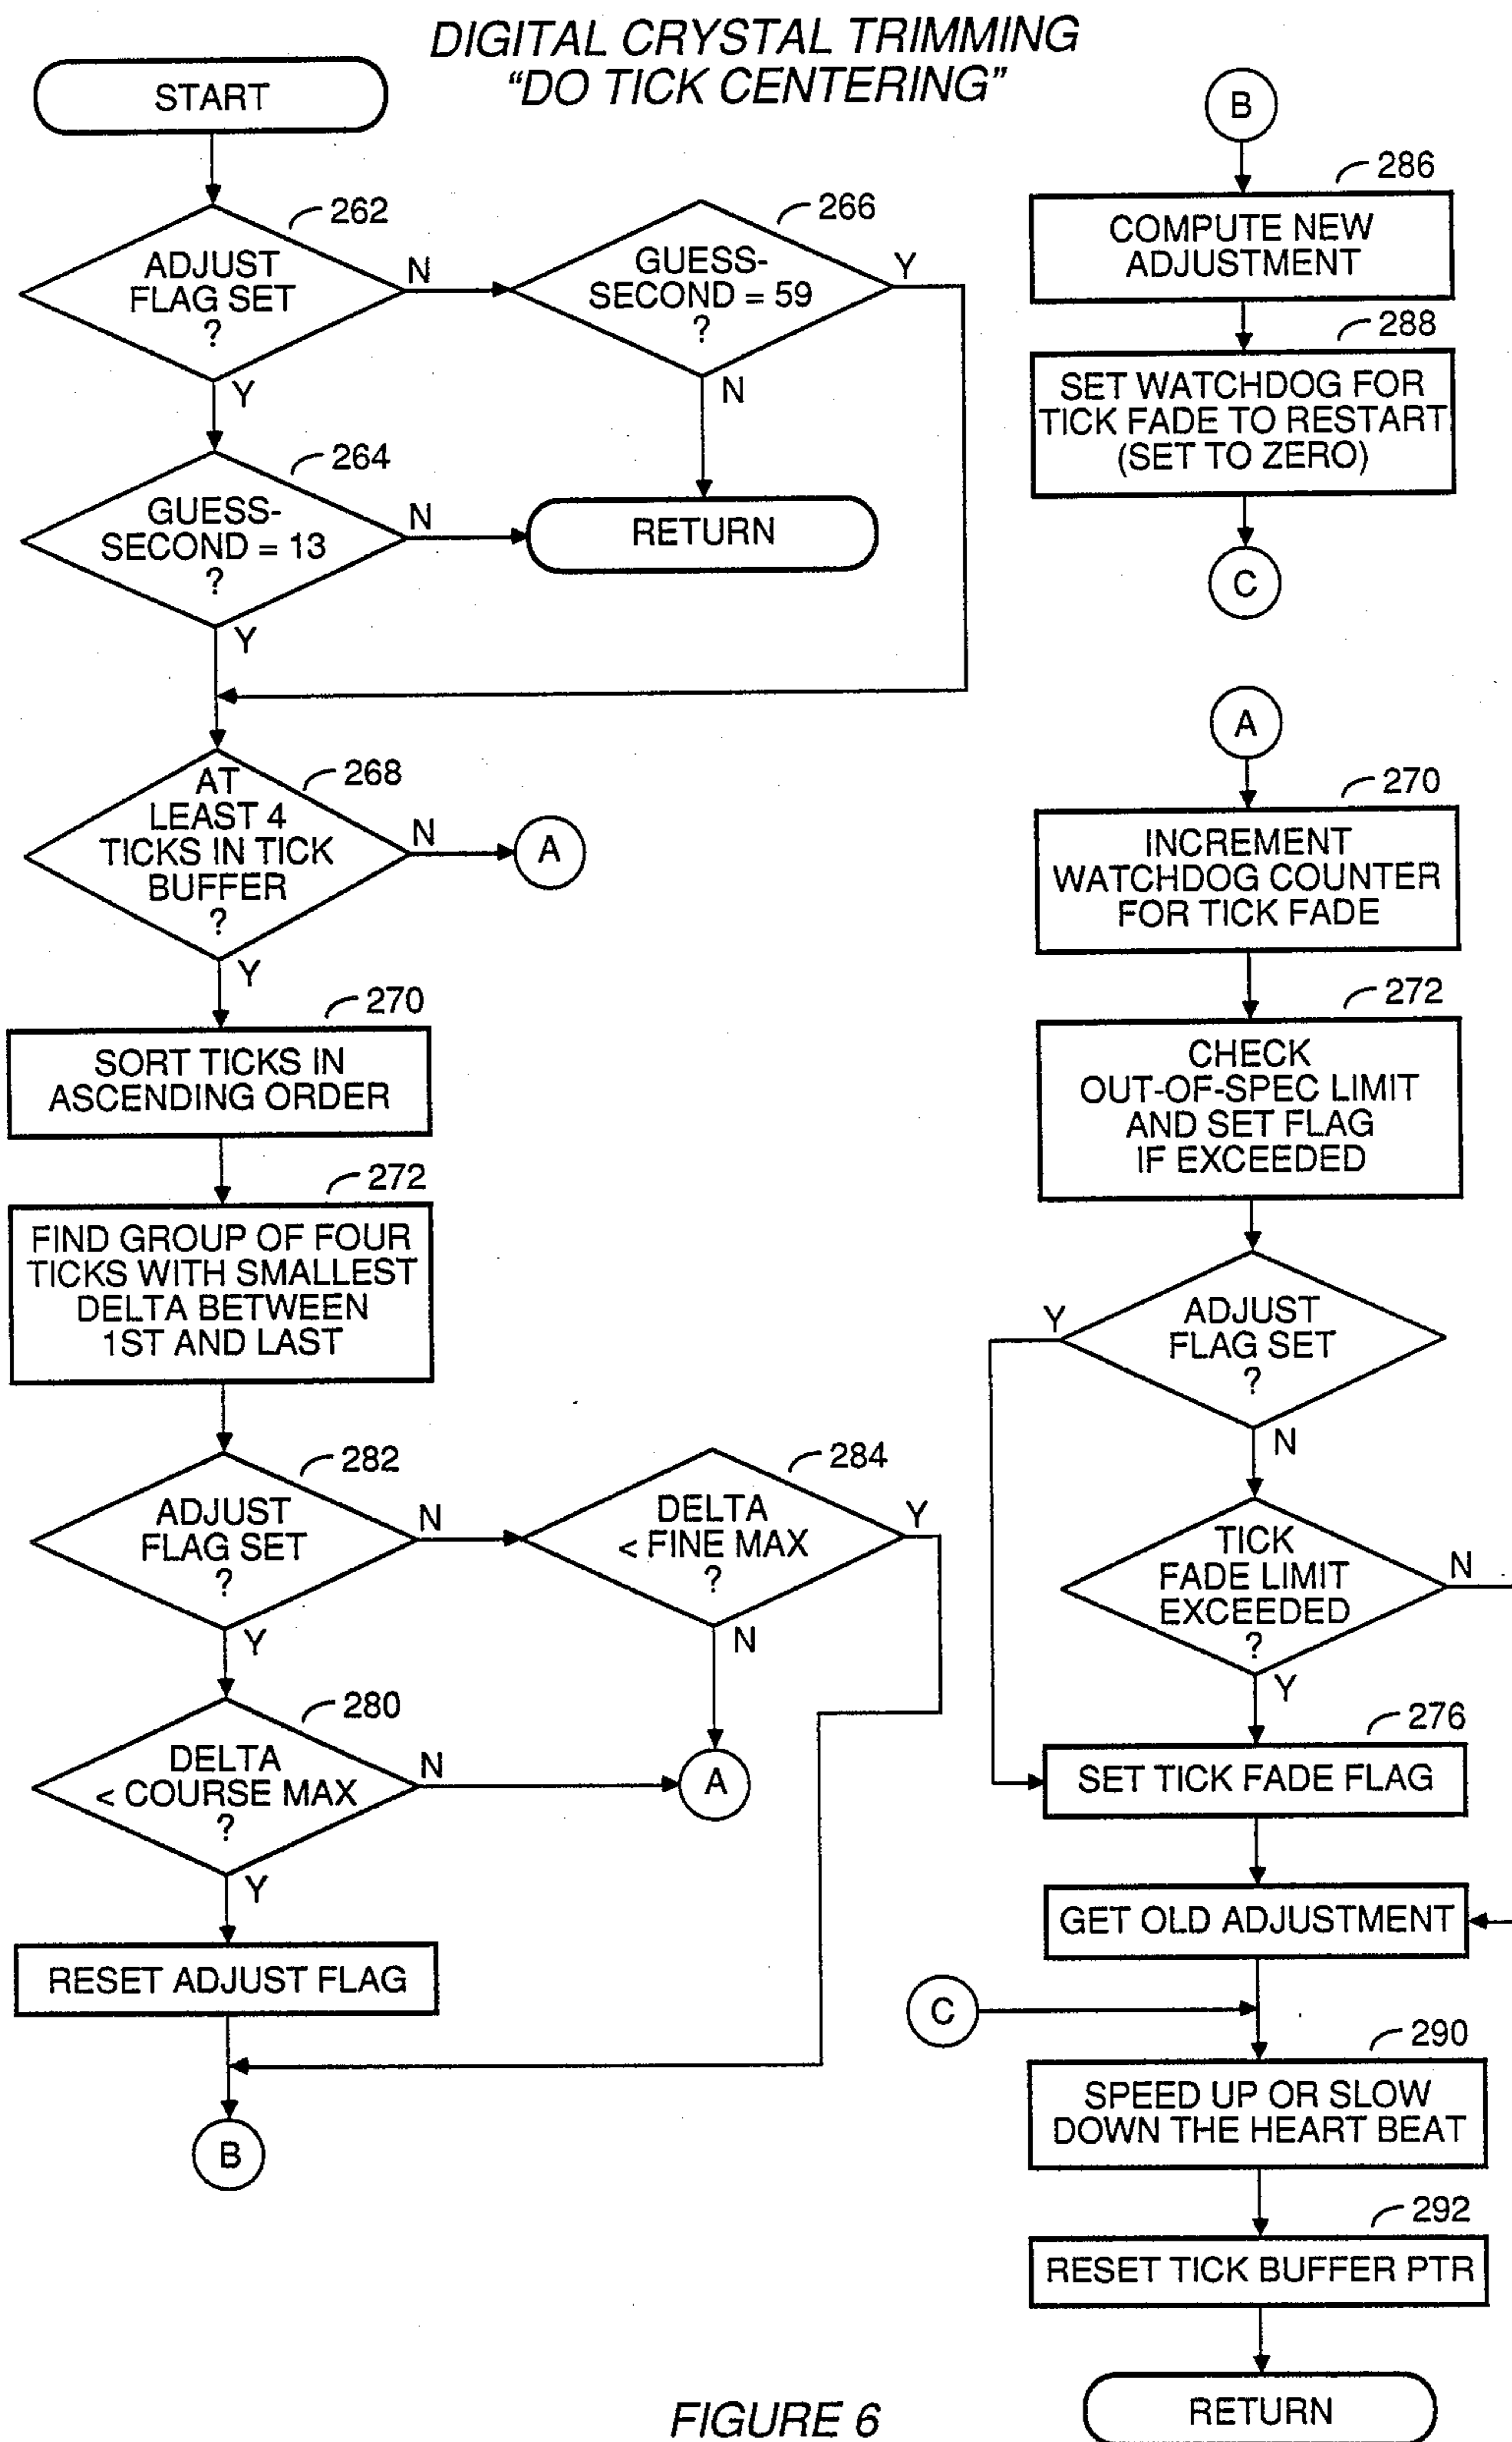 DIGITAL CRYSTAL TRIMMING
“DO TICK CENTERING”
START
262
ADJUST
FLAG SET
?
N
Y
266
GUESS-
SECOND = 59
?
Y
N
264
GUESS-
SECOND = 13
?
N
Y
RETURN
268
AT
LEAST 4
TICKS IN TICK
BUFFER
?
N
A
Y
270
SORT TICKS IN
ASCENDING ORDER
272
FIND GROUP OF FOUR
TICKS WITH SMALLEST
DELTA BETWEEN
1ST AND LAST
282
ADJUST
FLAG SET
?
N
Y
284
DELTA
< FINE MAX
?
Y
N
280
DELTA
< COURSE MAX
?
N
A
Y
RESET ADJUST FLAG
B
B
286
COMPUTE NEW
ADJUSTMENT
288
SET WATCHDOG FOR
TICK FADE TO RESTART
(SET TO ZERO)
C
A
270
INCREMENT
WATCHDOG COUNTER
FOR TICK FADE
272
CHECK
OUT-OF-SPEC LIMIT
AND SET FLAG
IF EXCEEDED
Y
ADJUST
FLAG SET
?
N
TICK
FADE LIMIT
EXCEEDED
?
N
Y
276
SET TICK FADE FLAG
GET OLD ADJUSTMENT
C
290
SPEED UP OR SLOW
DOWN THE HEART BEAT
292
RESET TICK BUFFER PTR
RETURN
FIGURE 6